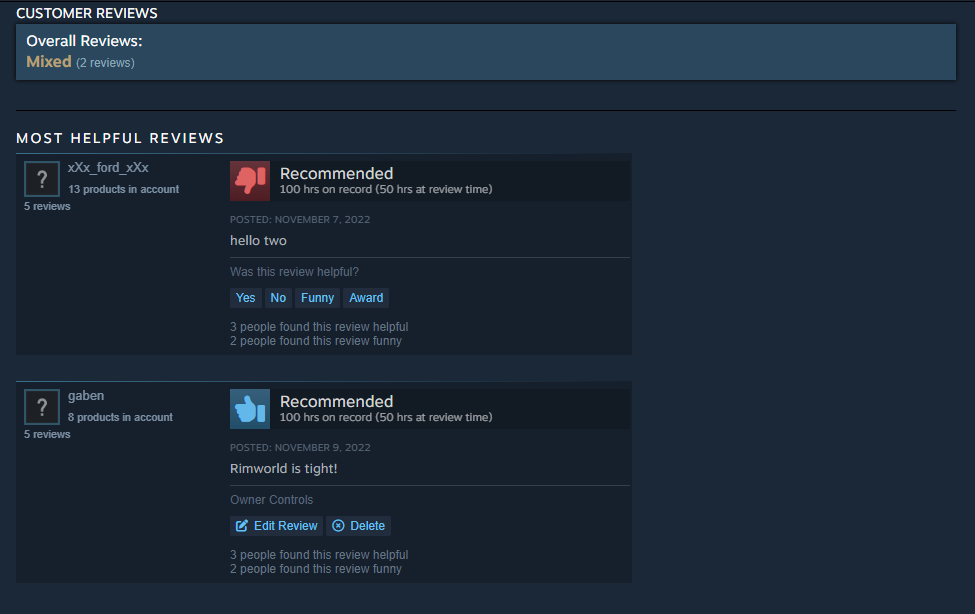 CUSTOMER REVIEWS
Overall Reviews:
Mixed (2 reviews)
MOST HELPFUL REVIEWS
?
xXx_ford_xXx
13 products in account
5 reviews
Recommended
100 hrs on record (50 hrs at review time)
POSTED: NOVEMBER 7, 2022
hello two
Was this review helpful?
Yes No Funny Award
3 people found this review helpful
2 people found this review funny
?
gaben
8 products in account
5 reviews
Recommended
100 hrs on record (50 hrs at review time)
POSTED: NOVEMBER 9, 2022
Rimworld is tight!
Owner Controls
Edit Review Delete
3 people found this review helpful
2 people found this review funny